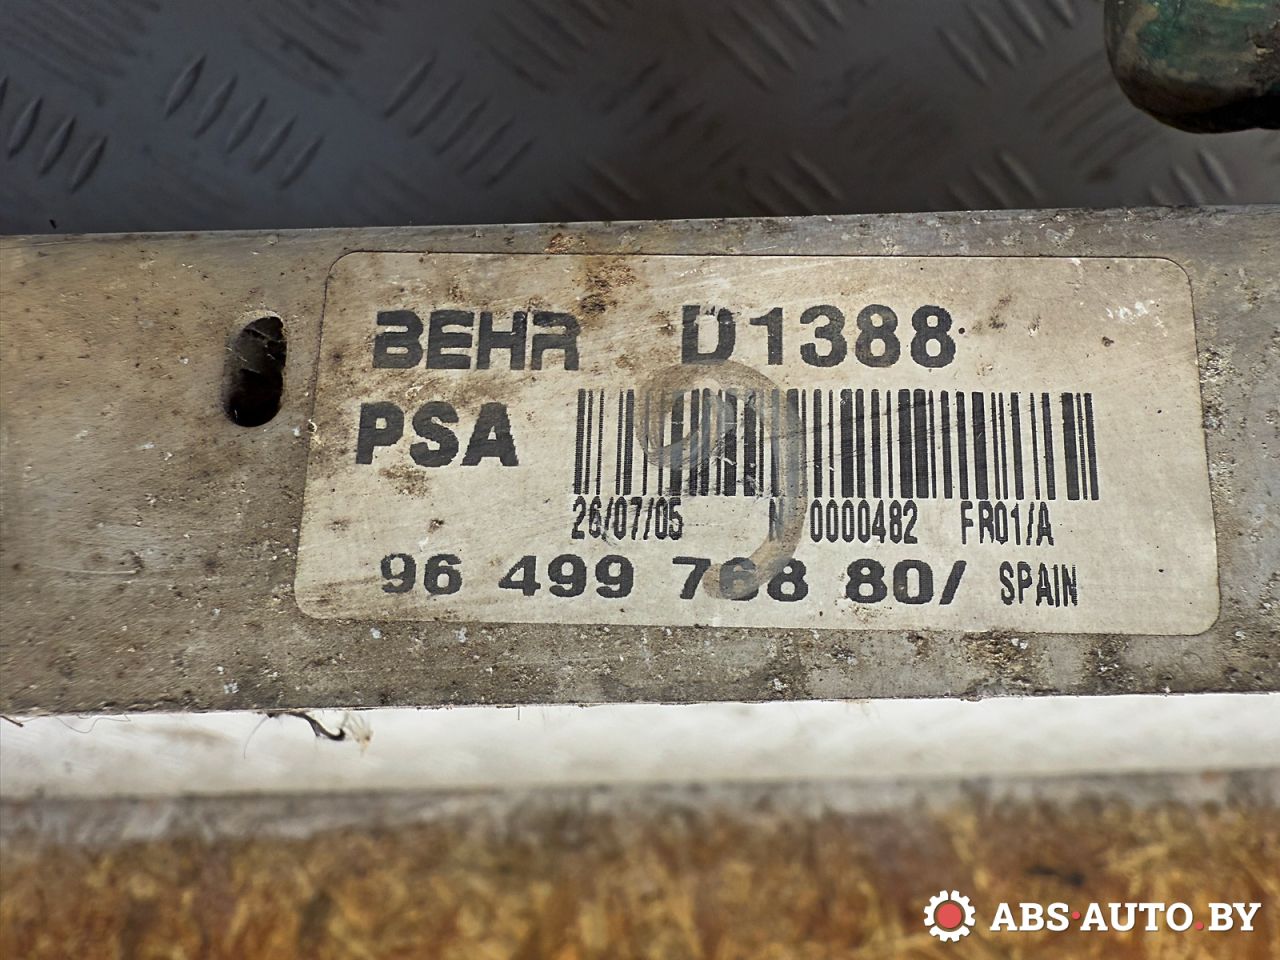 BEHR D1388
PSA
26/07/05 N 0000482 FR01/A
96 499 768 80/ SPAIN
ABS·AUTO.BY